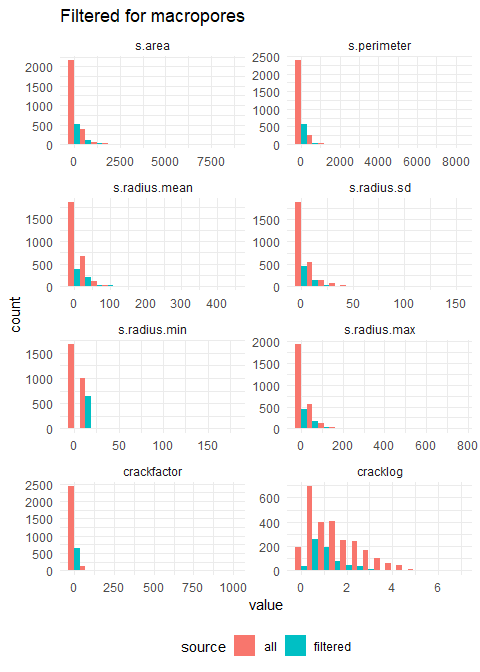 Filtered for macropores
s.area
s.perimeter
2000
1500
1000
500
0
0 2500 5000 7500
2500
2000
1500
1000
500
0
0 2000 4000 6000 8000
s.radius.mean
s.radius.sd
1500
1000
500
0
0 100 200 300 400
1500
1000
500
0
0 50 100 150
s.radius.min
s.radius.max
1500
1000
500
0
0 50 100 150
2000
1500
1000
500
0
0 200 400 600 800
crackfactor
cracklog
2500
2000
1500
1000
500
0
0 250 500 750 1000
600
400
200
0
0 2 4 6
count
value
source all filtered